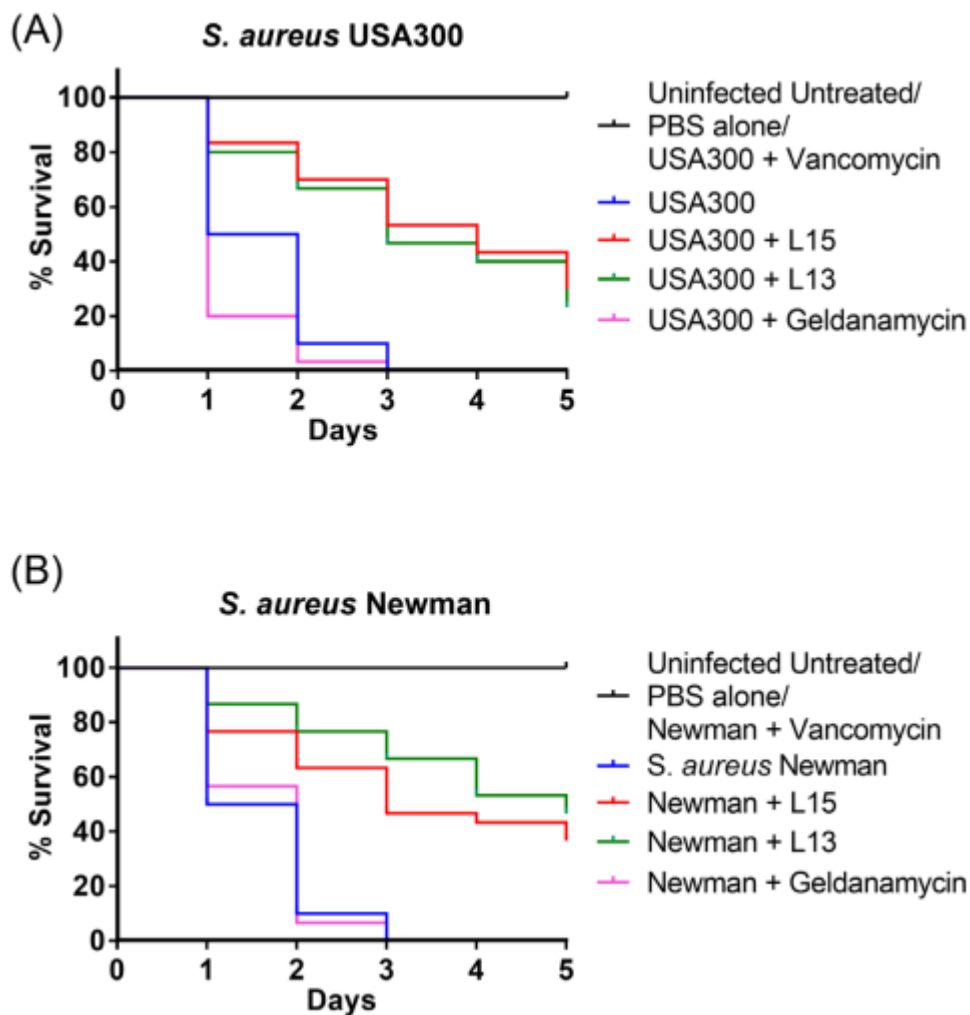 (A)
S. aureus USA300
100
80
60
40
20
0
% Survival
0 1 2 3 4 5
Days
Uninfected Untreated/
PBS alone/
USA300 + Vancomycin
USA300
USA300 + L15
USA300 + L13
USA300 + Geldanamycin
(B)
S. aureus Newman
100
80
60
40
20
0
% Survival
0 1 2 3 4 5
Days
Uninfected Untreated/
PBS alone/
Newman + Vancomycin
S. aureus Newman
Newman + L15
Newman + L13
Newman + Geldanamycin